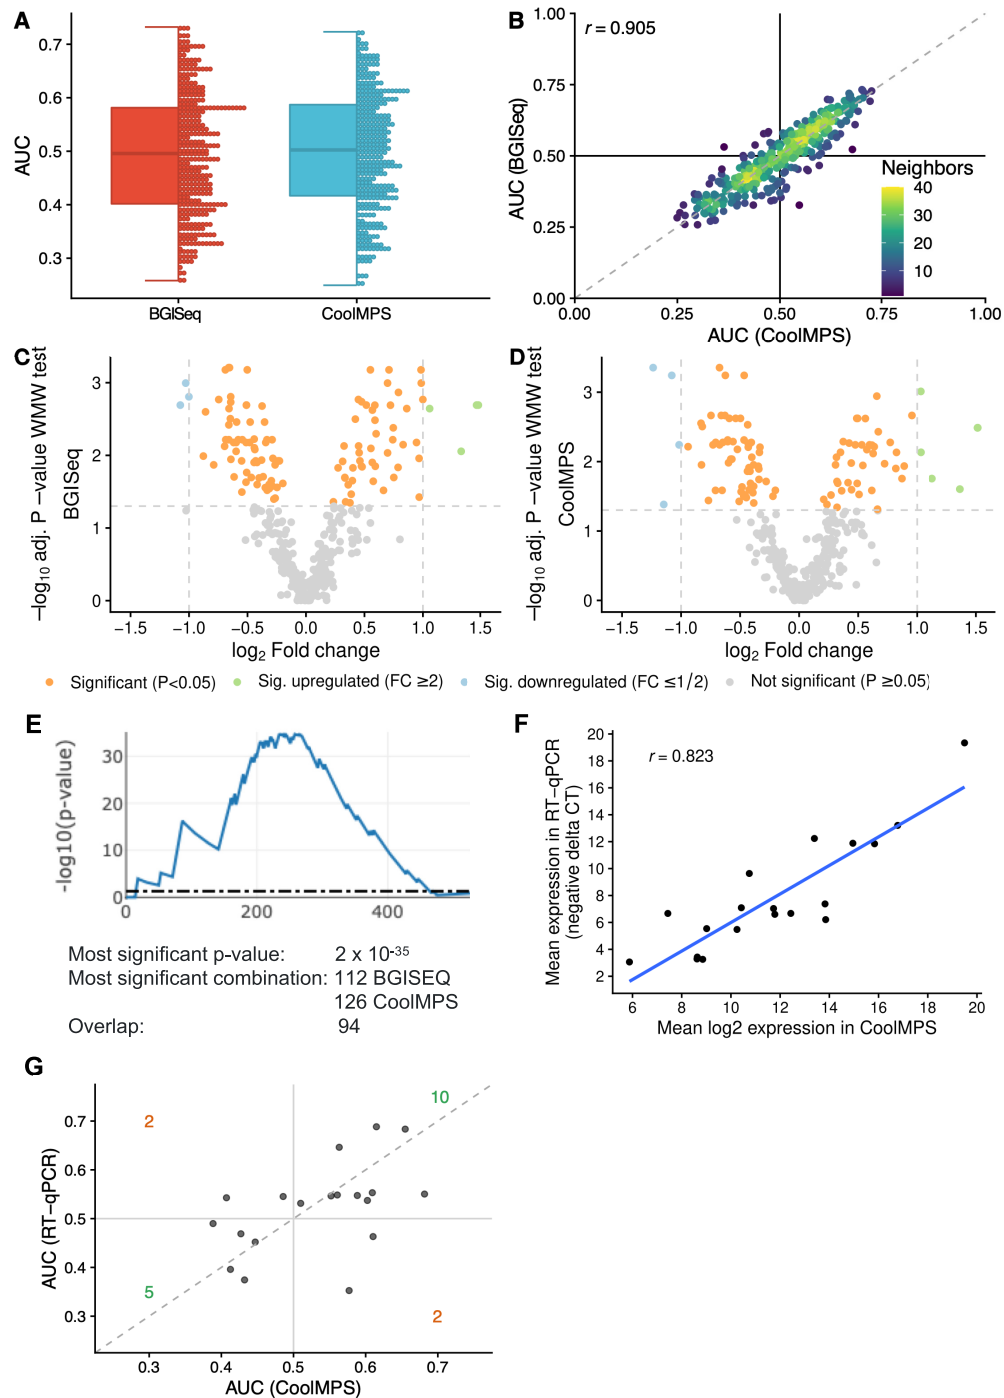 A
AUC
0.7
0.6
0.5
0.4
0.3
BGISeq
CoolMPS
B
AUC (BGISeq)
1.00
0.75
0.50
0.25
0.00
r = 0.905
Neighbors
40
30
20
10
0.00
0.25
0.50
0.75
1.00
AUC (CoolMPS)
C
−log10 adj. P −value WMW test
BGISeq
3
2
1
0
−1.5
−1.0
−0.5
0.0
0.5
1.0
1.5
log2 Fold change
D
−log10 adj. P −value WMW test
CoolMPS
3
2
1
0
−1.5
−1.0
−0.5
0.0
0.5
1.0
1.5
log2 Fold change
Significant (P<0.05)
Sig. upregulated (FC ≥2)
Sig. downregulated (FC ≤1/2)
Not significant (P ≥0.05)
E
-log10(p-value)
30
20
10
0
0
200
400
Most significant p-value: 2 x 10-35
Most significant combination: 112 BGISEQ
126 CoolMPS
Overlap: 94
F
Mean expression in RT−qPCR
(negative delta CT)
20
18
16
14
12
10
8
6
4
2
r = 0.823
6
8
10
12
14
16
18
20
Mean log2 expression in CoolMPS
G
AUC (RT−qPCR)
0.7
0.6
0.5
0.4
0.3
2
10
5
2
0.3
0.4
0.5
0.6
0.7
AUC (CoolMPS)